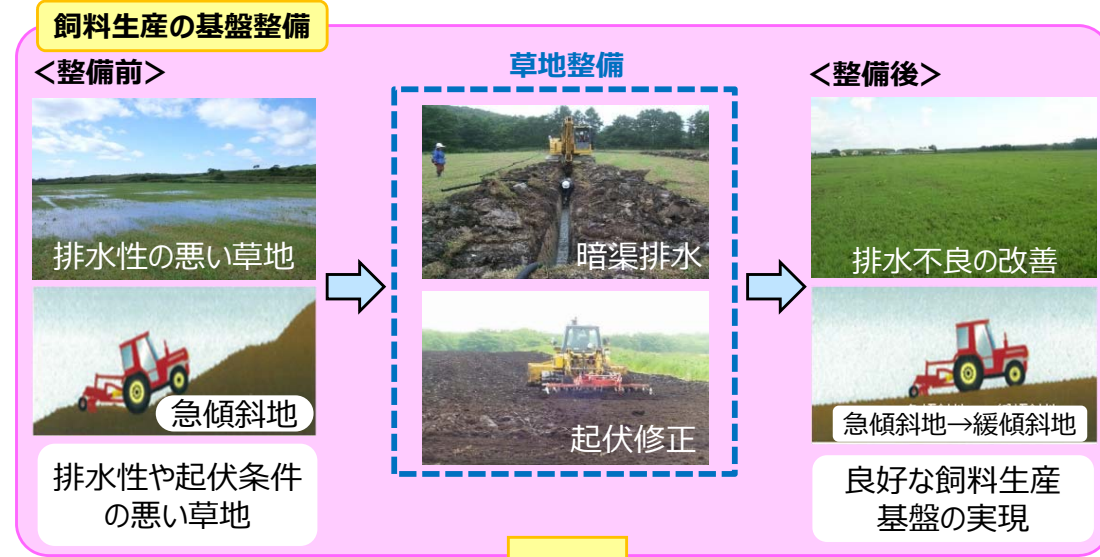 飼料生産の基盤整備
<整備前>
排水性の悪い草地
急傾斜地
排水性や起伏条件
の悪い草地
草地整備
暗渠排水
起伏修正
<整備後>
排水不良の改善
急傾斜地→緩傾斜地
良好な飼料生産
基盤の実現